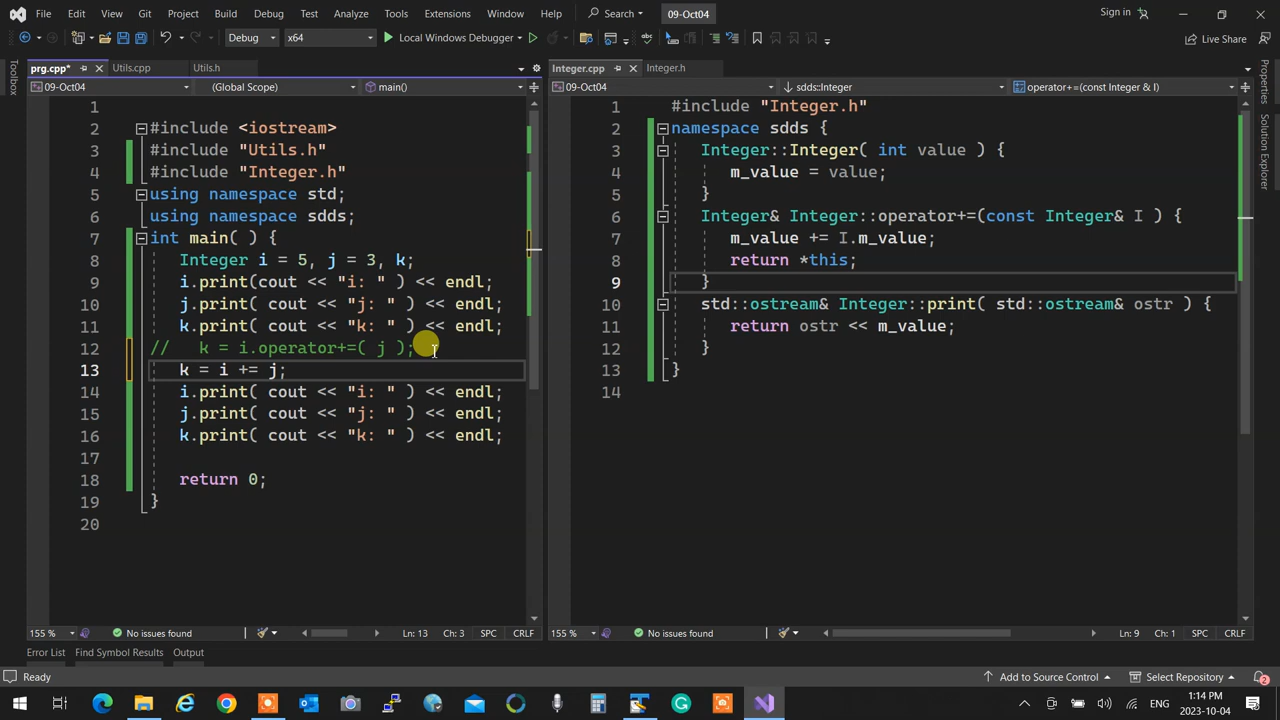 File Edit View Git Project Build Debug Test Analyze Tools Extensions Window Help Search 09-Oct04 Sign in
Debug x64 Local Windows Debugger Live Share
prg.cpp* Utils.cpp Utils.h Integer.cpp Integer.h
09-Oct04 (Global Scope) main() 09-Oct04 sdds::Integer operator+=(const Integer & I)
Toolbox
1
2 #include <iostream>
3 #include "Utils.h"
4 #include "Integer.h"
5 using namespace std;
6 using namespace sdds;
7 int main( ) {
8 Integer i = 5, j = 3, k;
9 i.print(cout << "i: " ) << endl;
10 j.print( cout << "j: " ) << endl;
11 k.print( cout << "k: " ) << endl;
12 // k = i.operator+=( j );
13 k = i += j;
14 i.print( cout << "i: " ) << endl;
15 j.print( cout << "j: " ) << endl;
16 k.print( cout << "k: " ) << endl;
17
18 return 0;
19 }
20
1 #include "Integer.h"
2 namespace sdds {
3 Integer::Integer( int value ) {
4 m_value = value;
5 }
6 Integer& Integer::operator+=(const Integer& I ) {
7 m_value += I.m_value;
8 return *this;
9 }
10 std::ostream& Integer::print( std::ostream& ostr ) {
11 return ostr << m_value;
12 }
13 }
14
Properties
Solution Explorer
155 % No issues found Ln: 13 Ch: 3 SPC CRLF
155 % No issues found Ln: 9 Ch: 1 SPC CRLF
Error List Find Symbol Results Output
Ready Add to Source Control Select Repository 2
ENG 1:14 PM
2023-10-04